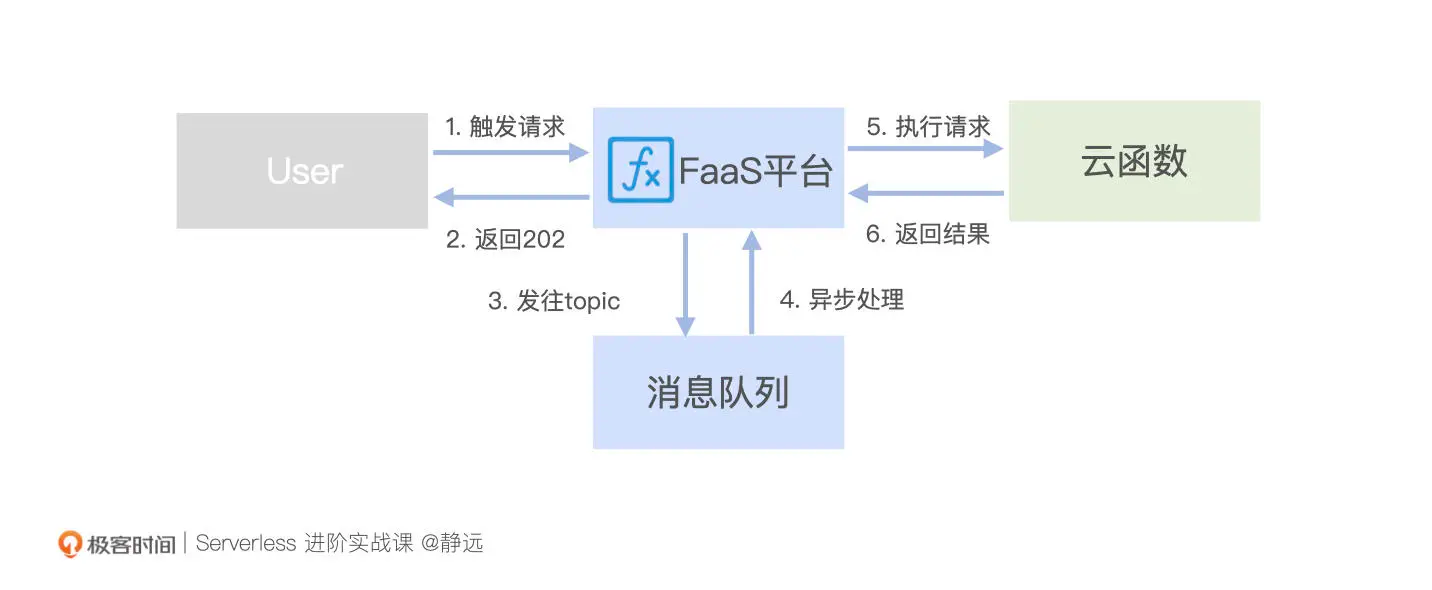 1. 触发请求
5. 执行请求
User
fx
FaaS平台
云函数
2. 返回202
6. 返回结果
3. 发往topic
4. 异步处理
消息队列
极客时间 | Serverless 进阶实战课 @静远